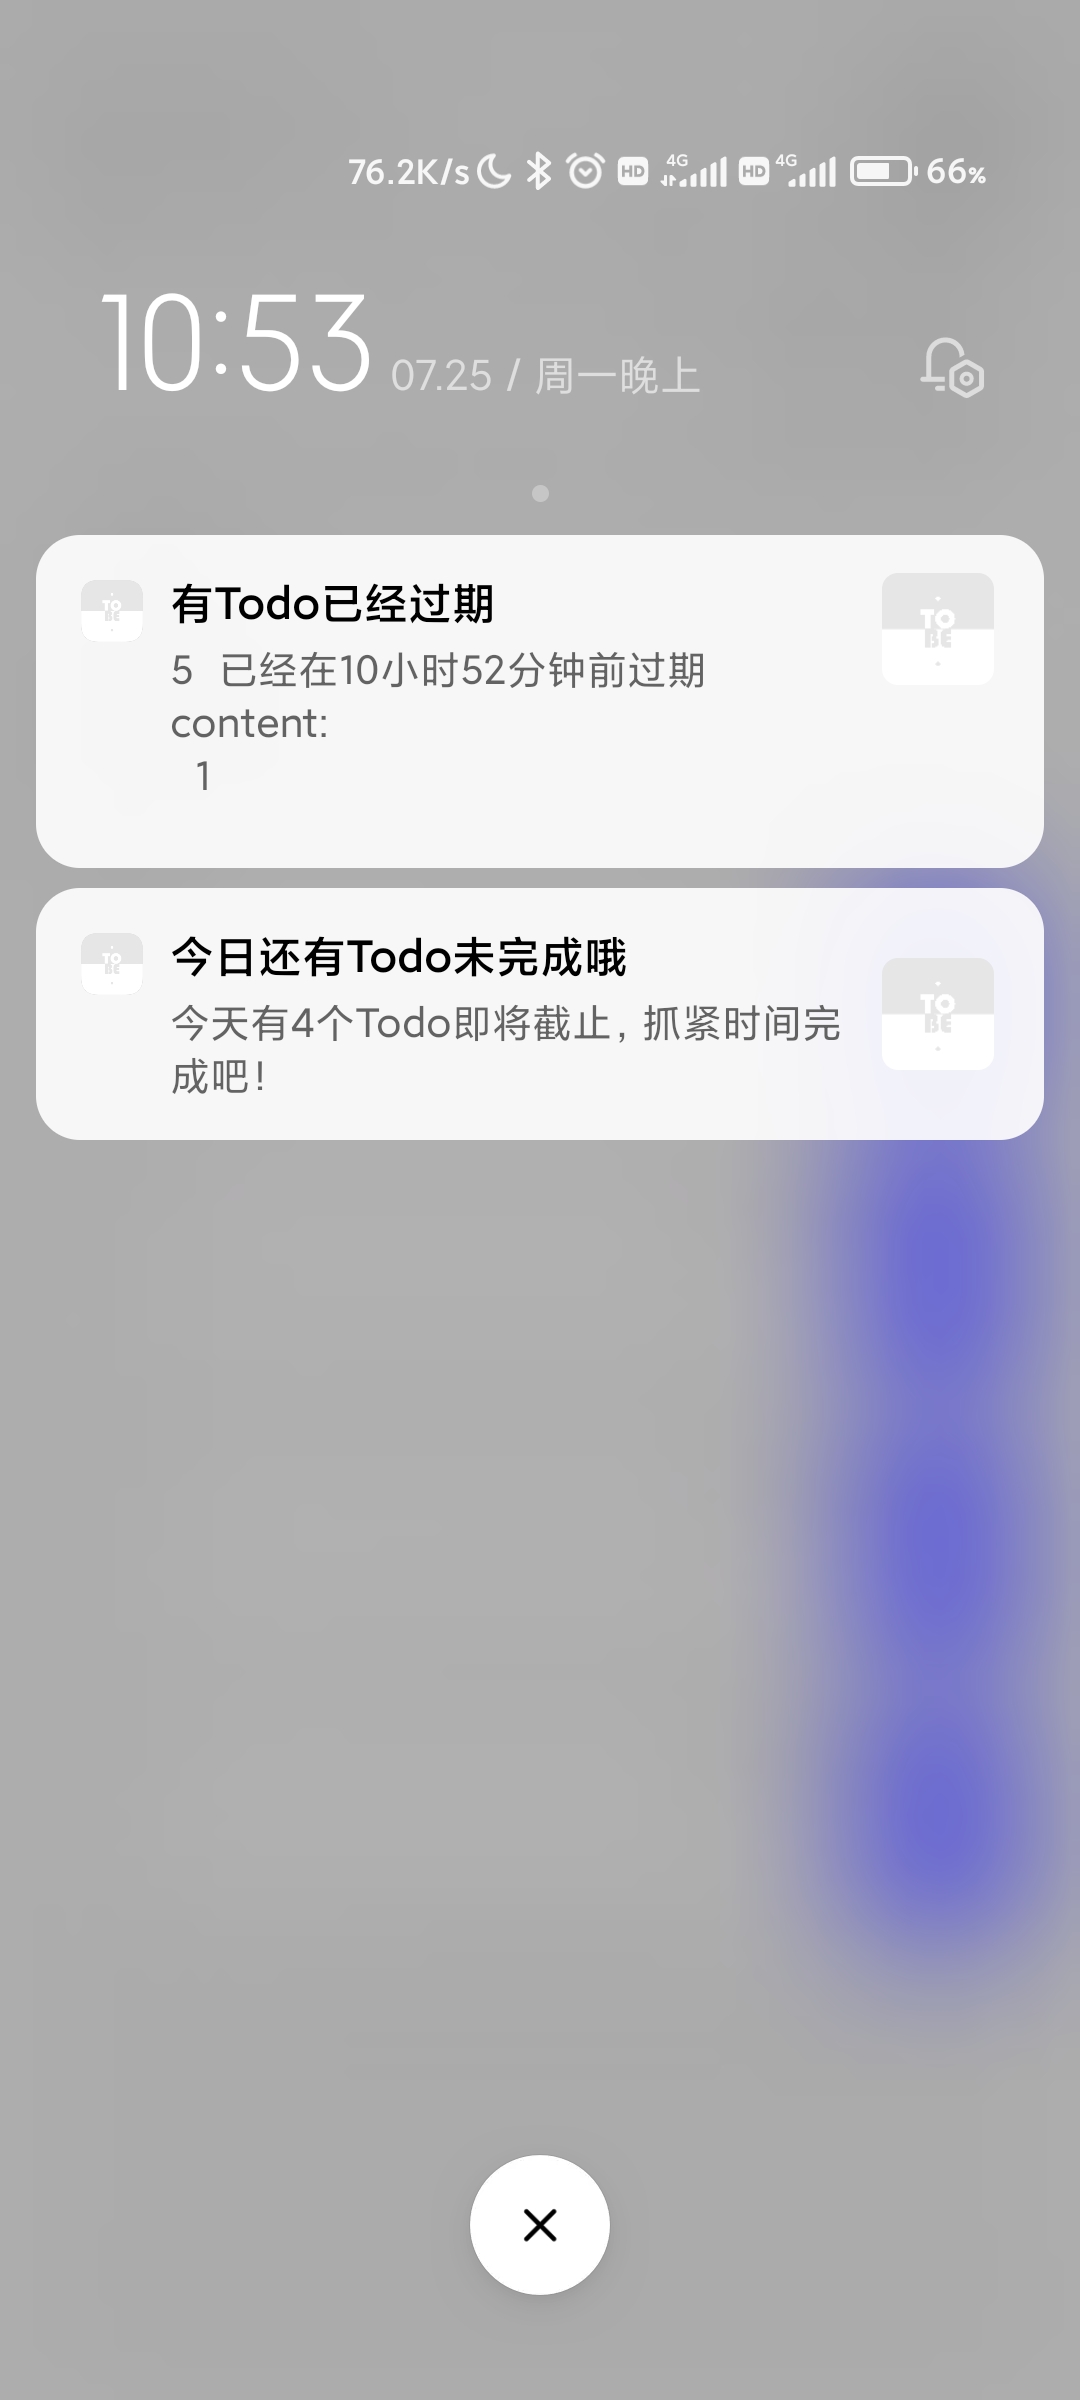 76.2K/s HD 4G HD 4G 66%
10:53 07.25 / 周一晚上
TO
BE
有Todo已经过期
5 已经在10小时52分钟前过期
content:
1
TO
BE
TO
BE
今日还有Todo未完成哦
今天有4个Todo即将截止，抓紧时间完
成吧！
TO
BE